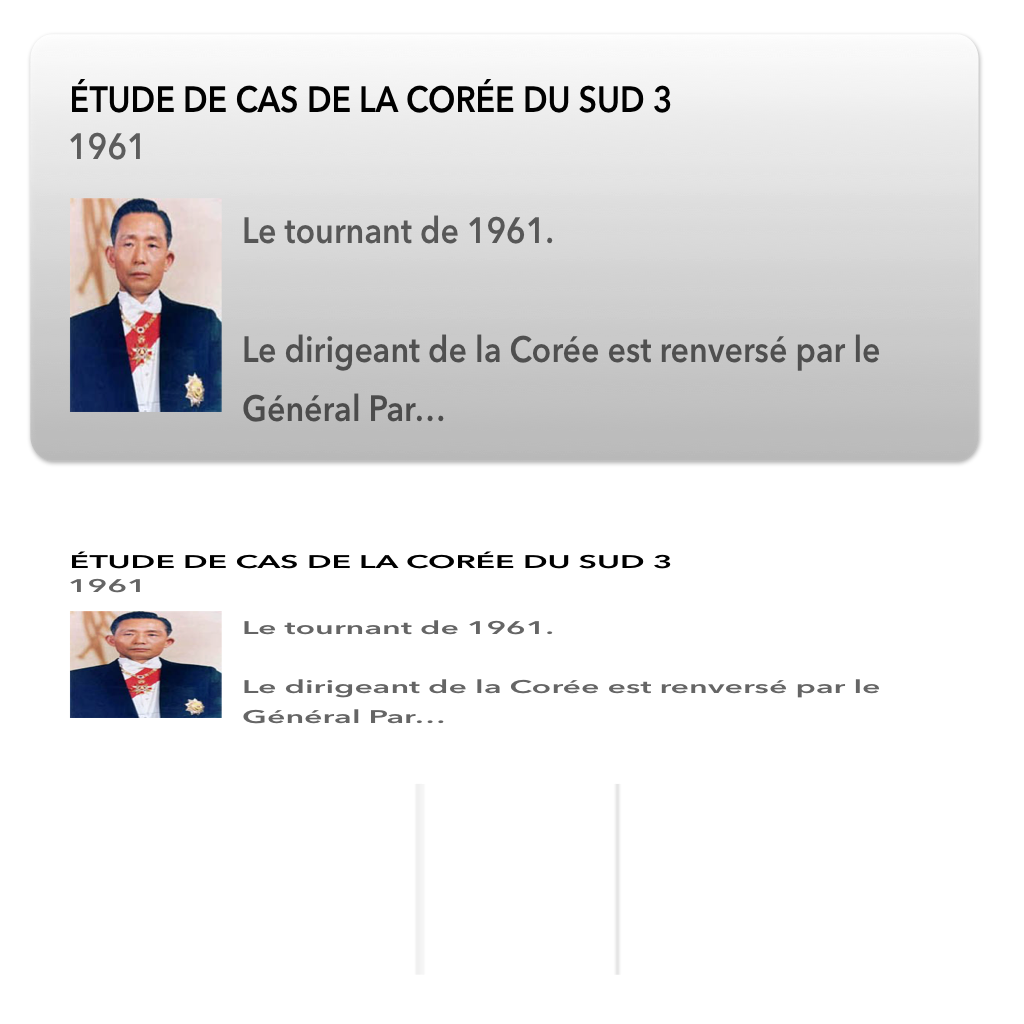 ÉTUDE DE CAS DE LA CORÉE DU SUD 3
1961
Le tournant de 1961.
Le dirigeant de la Corée est renversé par le
Général Par…
ÉTUDE DE CAS DE LA CORÉE DU SUD 3
1961
Le tournant de 1961.
Le dirigeant de la Corée est renversé par le
Général Par…